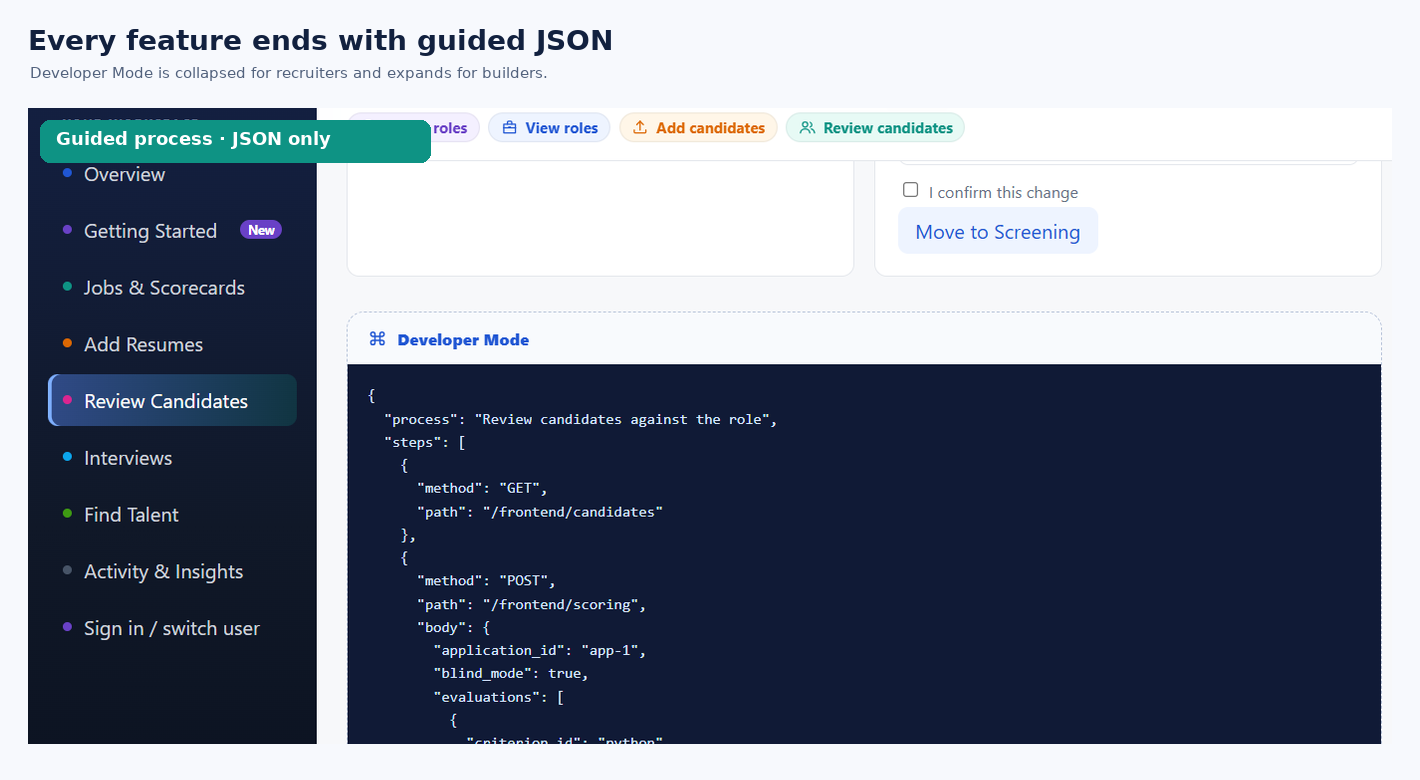 Every feature ends with guided JSON
Developer Mode is collapsed for recruiters and expands for builders.
Guided process · JSON only
roles
View roles
Add candidates
Review candidates
Overview
Getting Started
New
Jobs & Scorecards
Add Resumes
Review Candidates
Interviews
Find Talent
Activity & Insights
Sign in / switch user
I confirm this change
Move to Screening
⌘ Developer Mode
{
"process": "Review candidates against the role",
"steps": [
{
"method": "GET",
"path": "/frontend/candidates"
},
{
"method": "POST",
"path": "/frontend/scoring",
"body": {
"application_id": "app-1",
"blind_mode": true,
"evaluations": [
{
"criterion_id": "python"